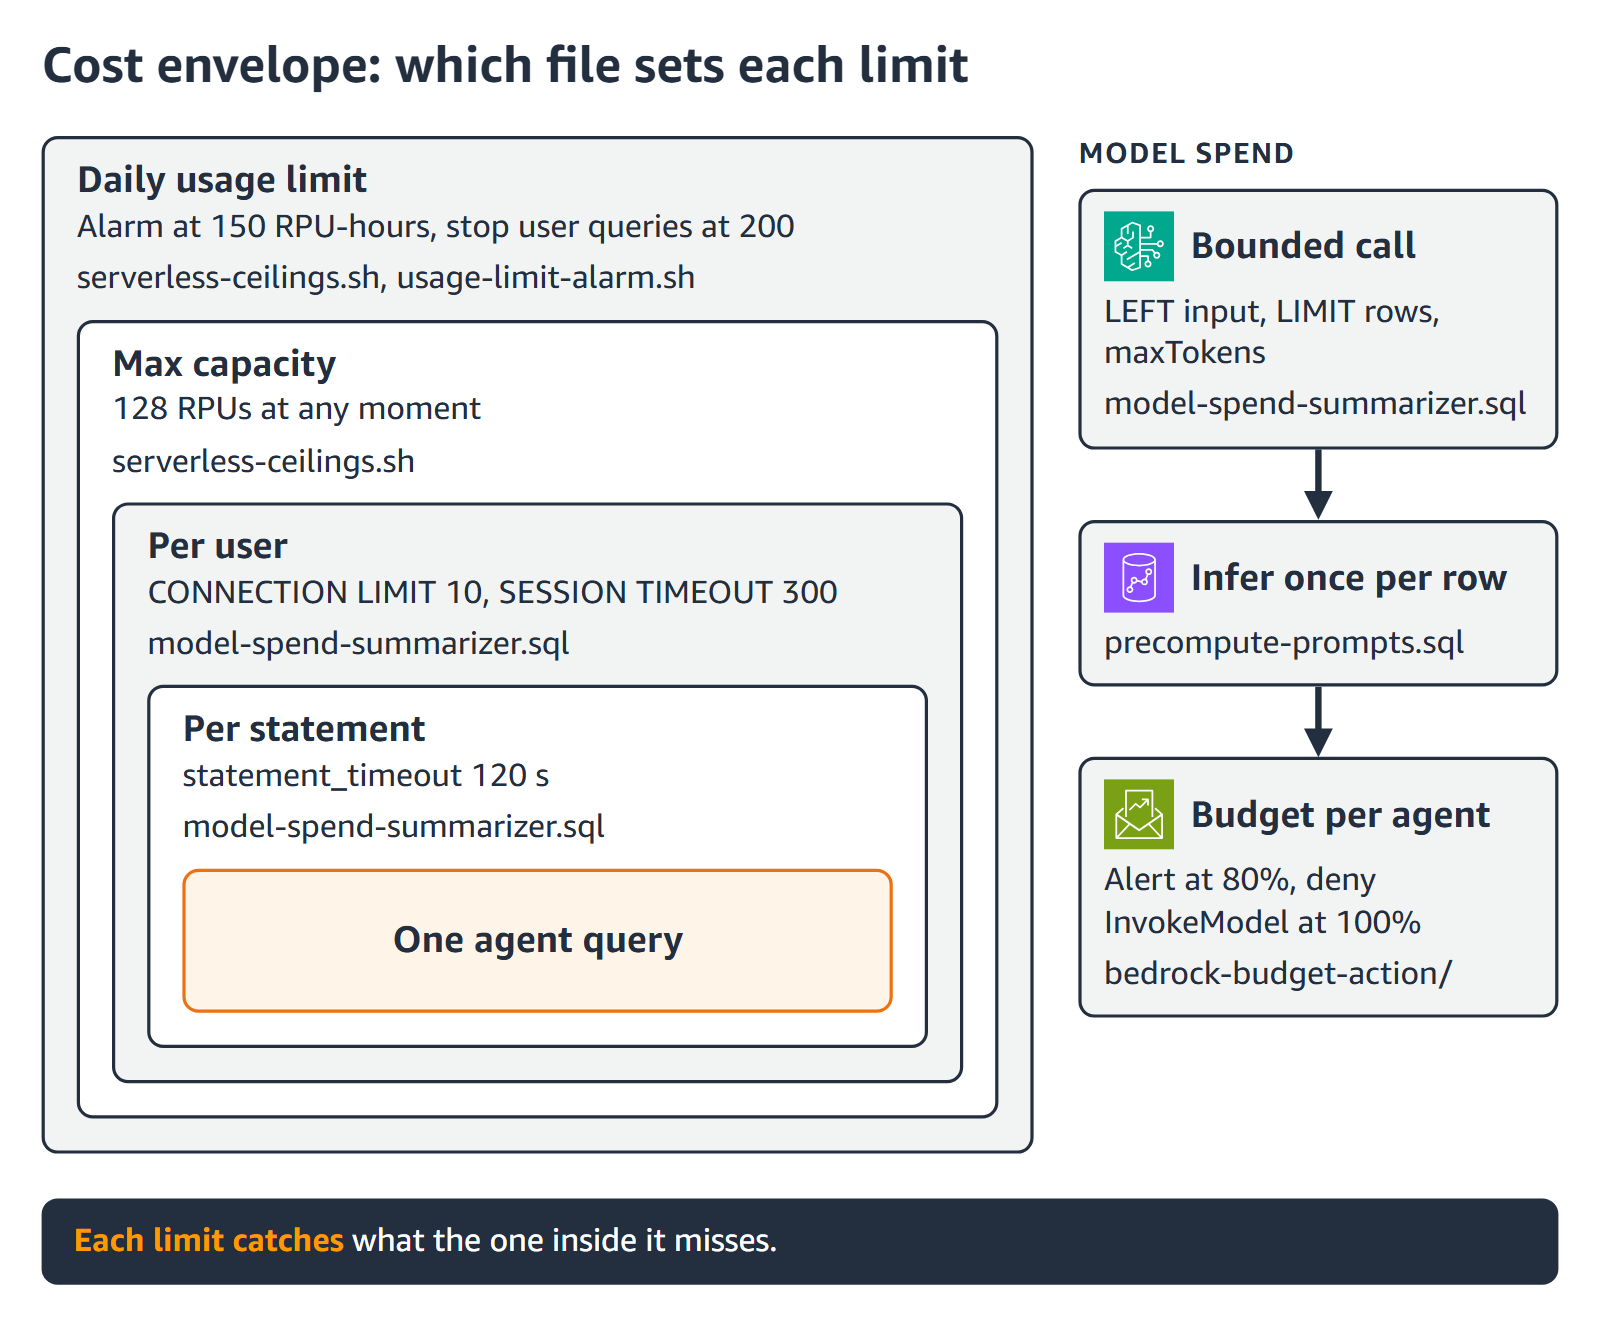 Cost envelope: which file sets each limit
Daily usage limit
Alarm at 150 RPU-hours, stop user queries at 200
serverless-ceilings.sh, usage-limit-alarm.sh
Max capacity
128 RPUs at any moment
serverless-ceilings.sh
Per user
CONNECTION LIMIT 10, SESSION TIMEOUT 300
model-spend-summarizer.sql
Per statement
statement_timeout 120 s
model-spend-summarizer.sql
One agent query
MODEL SPEND
Bounded call
LEFT input, LIMIT rows,
maxTokens
model-spend-summarizer.sql
Infer once per row
precompute-prompts.sql
Budget per agent
Alert at 80%, deny
InvokeModel at 100%
bedrock-budget-action/
Each limit catches what the one inside it misses.